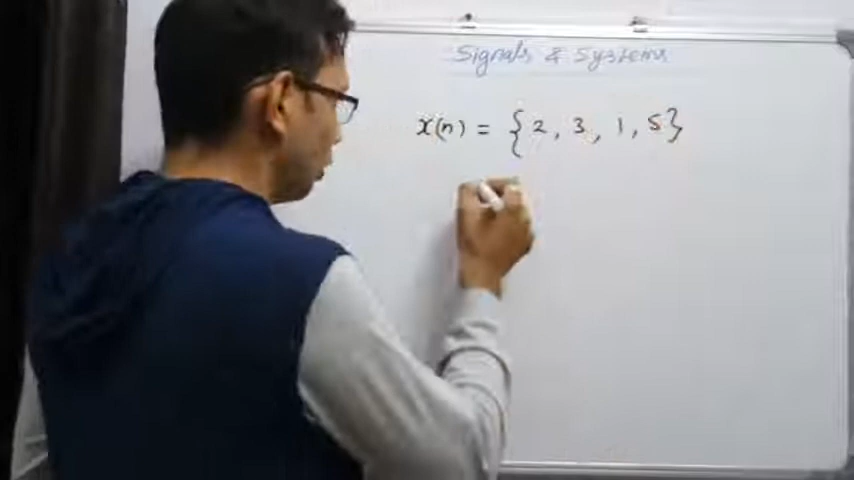 Signals & Systems
x(n) = {2, 3, 1, 5}